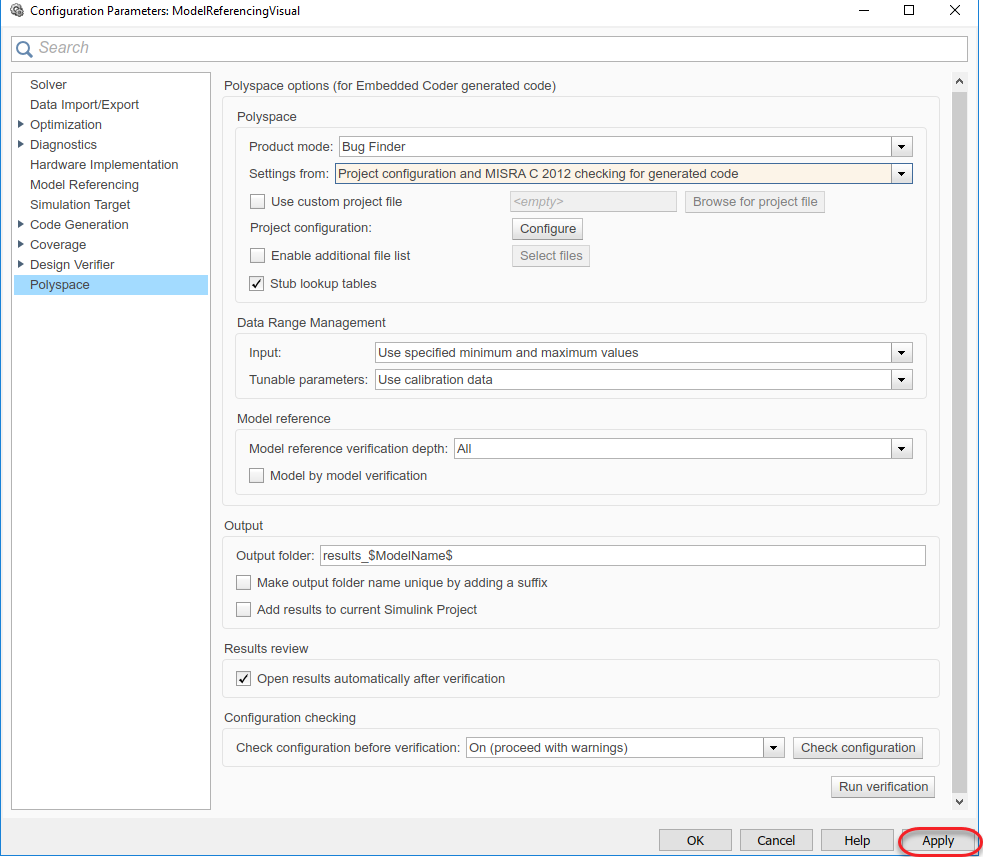 Configuration Parameters: ModelReferencingVisual
Search
Solver
Data Import/Export
Optimization
Diagnostics
Hardware Implementation
Model Referencing
Simulation Target
Code Generation
Coverage
Design Verifier
Polyspace
Polyspace options (for Embedded Coder generated code)
Polyspace
Product mode: Bug Finder
Settings from: Project configuration and MISRA C 2012 checking for generated code
Use custom project file <empty> Browse for project file
Project configuration: Configure
Enable additional file list Select files
Stub lookup tables
Data Range Management
Input: Use specified minimum and maximum values
Tunable parameters: Use calibration data
Model reference
Model reference verification depth: All
Model by model verification
Output
Output folder: results_$ModelName$
Make output folder name unique by adding a suffix
Add results to current Simulink Project
Results review
Open results automatically after verification
Configuration checking
Check configuration before verification: On (proceed with warnings) Check configuration
Run verification
OK Cancel Help Apply